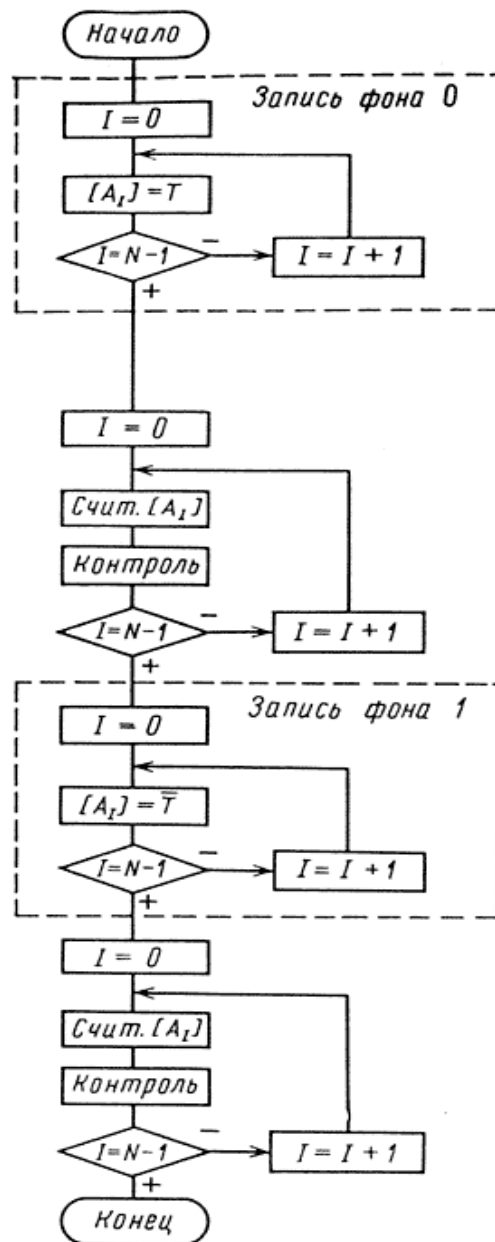 Начало
Запись фона 0
I = 0
[A_I] = T
I = N - 1
−
I = I + 1
+
I = 0
Счит. [A_I]
Контроль
I = N - 1
−
I = I + 1
+
Запись фона 1
I = 0
[A_I] = T̅
I = N - 1
−
I = I + 1
+
I = 0
Счит. [A_I]
Контроль
I = N - 1
−
I = I + 1
+
Конец